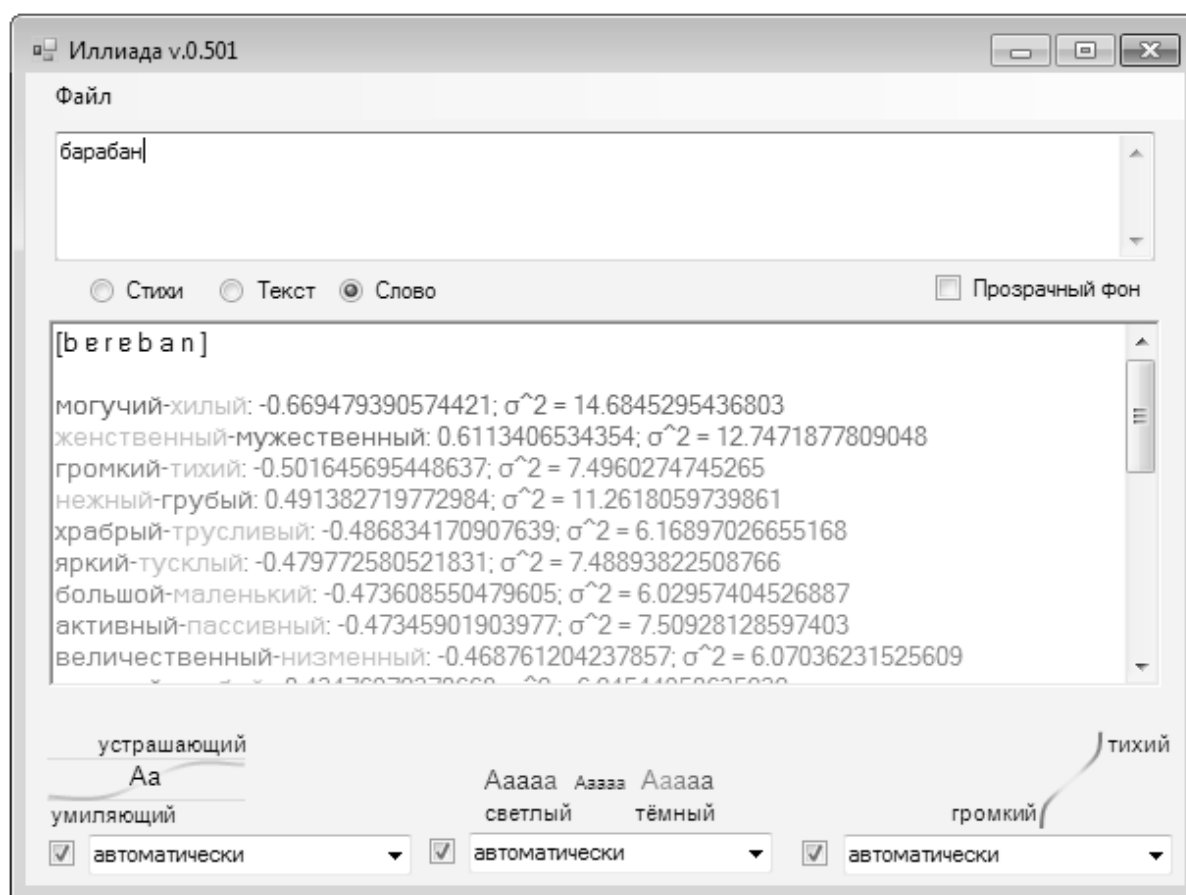 Иллиада v.0.501
Файл
барабан
Стихи Текст Слово Прозрачный фон
[b ɐ r ɐ b a n ]
могучий-хилый: -0.669479390574421; σ^2 = 14.6845295436803
женственный-мужественный: 0.6113406534354; σ^2 = 12.7471877809048
громкий-тихий: -0.501645695448637; σ^2 = 7.4960274745265
нежный-грубый: 0.491382719772984; σ^2 = 11.2618059739861
храбрый-трусливый: -0.486834170907639; σ^2 = 6.16897026655168
яркий-тусклый: -0.479772580521831; σ^2 = 7.48893822508766
большой-маленький: -0.473608550479605; σ^2 = 6.02957404526887
активный-пассивный: -0.47345901903977; σ^2 = 7.50928128597403
величественный-низменный: -0.468761204237857; σ^2 = 6.07036231525609
устрашающий тихий
Аа Ааааа Ааааа Ааааа
умиляющий светлый тёмный громкий
автоматически автоматически автоматически